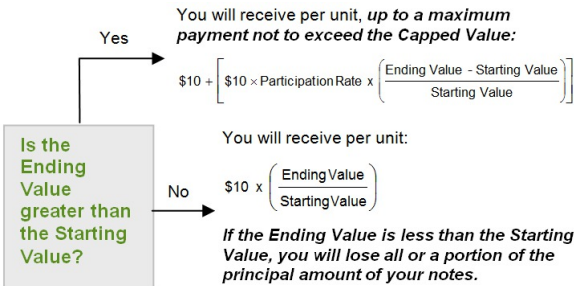 You will receive per unit, up to a maximum
payment not to exceed the Capped Value:
Yes
$10 + [ $10 × Participation Rate x ( Ending Value - Starting Value / Starting Value ) ]
Is the
Ending
Value
greater than
the Starting
Value?
No
You will receive per unit:
$10 x ( Ending Value / Starting Value )
If the Ending Value is less than the Starting
Value, you will lose all or a portion of the
principal amount of your notes.